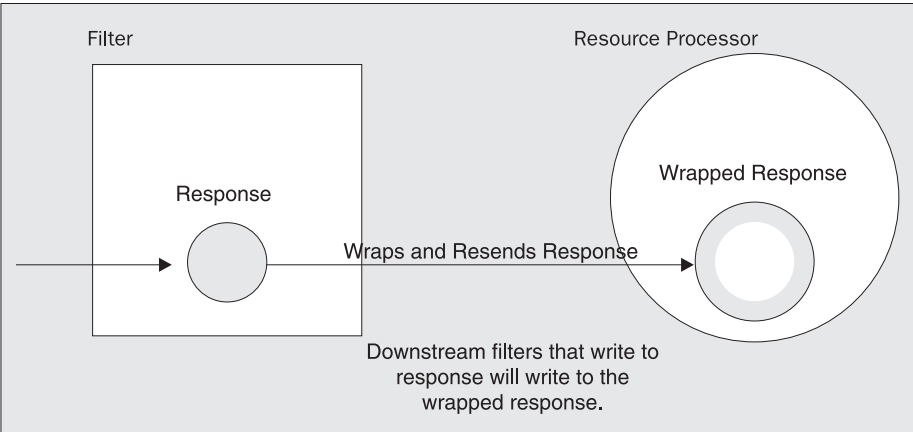 Filter
Resource Processor
Response
Wrapped Response
Wraps and Resends Response
Downstream filters that write to
response will write to the
wrapped response.